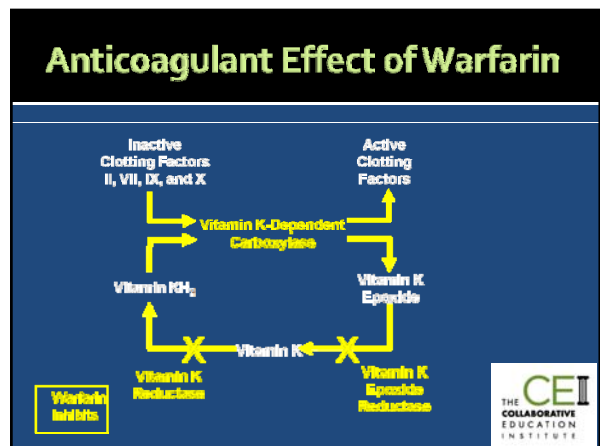 Anticoagulant Effect of Warfarin
Inactive
Clotting Factors
II, VII, IX, and X
Active
Clotting
Factors
Vitamin K-Dependent
Carboxylase
Vitamin KH2
Vitamin K
Epoxide
Vitamin K
Vitamin K
Reductase
Vitamin K
Epoxide
Reductase
Warfarin
Inhibits
THE CEI
COLLABORATIVE
EDUCATION
INSTITUTE